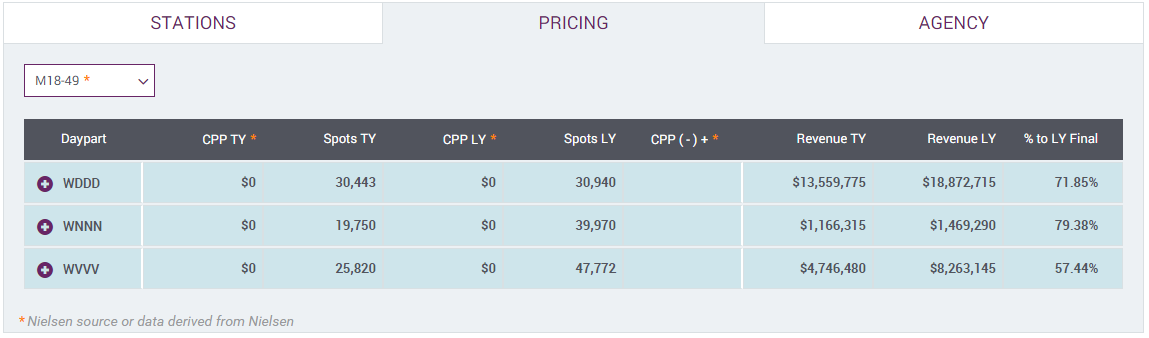 STATIONS PRICING AGENCY
M18-49 *
Daypart CPP TY * Spots TY CPP LY * Spots LY CPP ( - ) + * Revenue TY Revenue LY % to LY Final
WDDD $0 30,443 $0 30,940 $13,559,775 $18,872,715 71.85%
WNNN $0 19,750 $0 39,970 $1,166,315 $1,469,290 79.38%
WVVV $0 25,820 $0 47,772 $4,746,480 $8,263,145 57.44%
* Nielsen source or data derived from Nielsen